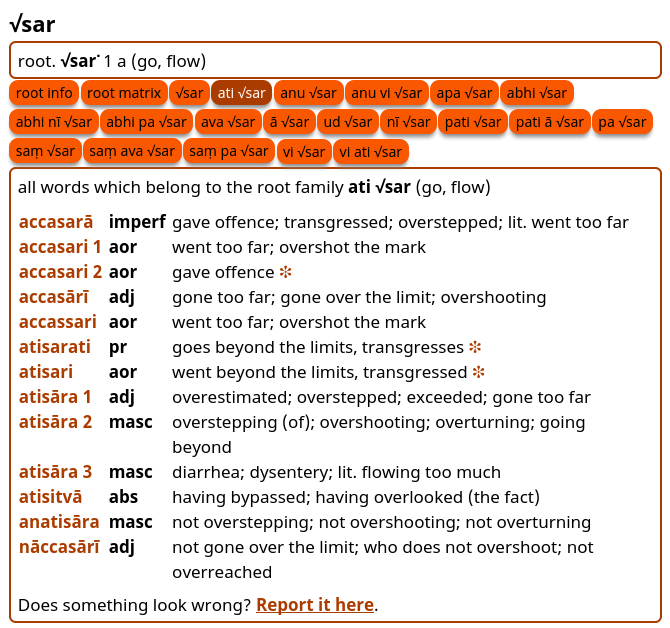 √sar
root. √sar· 1 a (go, flow)
root info root matrix √sar ati √sar anu √sar anu vi √sar apa √sar abhi √sar
abhi nī √sar abhi pa √sar ava √sar ā √sar ud √sar nī √sar pati √sar pati ā √sar pa √sar
saṃ √sar saṃ ava √sar saṃ pa √sar vi √sar vi ati √sar
all words which belong to the root family ati √sar (go, flow)
accasarā imperf gave offence; transgressed; overstepped; lit. went too far
accasari 1 aor went too far; overshot the mark
accasari 2 aor gave offence ✻
accasārī adj gone too far; gone over the limit; overshooting
accassari aor went too far; overshot the mark
atisarati pr goes beyond the limits, transgresses ✻
atisari aor went beyond the limits, transgressed ✻
atisāra 1 adj overestimated; overstepped; exceeded; gone too far
atisāra 2 masc overstepping (of); overshooting; overturning; going
beyond
atisāra 3 masc diarrhea; dysentery; lit. flowing too much
atisitvā abs having bypassed; having overlooked (the fact)
anatisāra masc not overstepping; not overshooting; not overturning
nāccasārī adj not gone over the limit; who does not overshoot; not
overreached
Does something look wrong? Report it here.